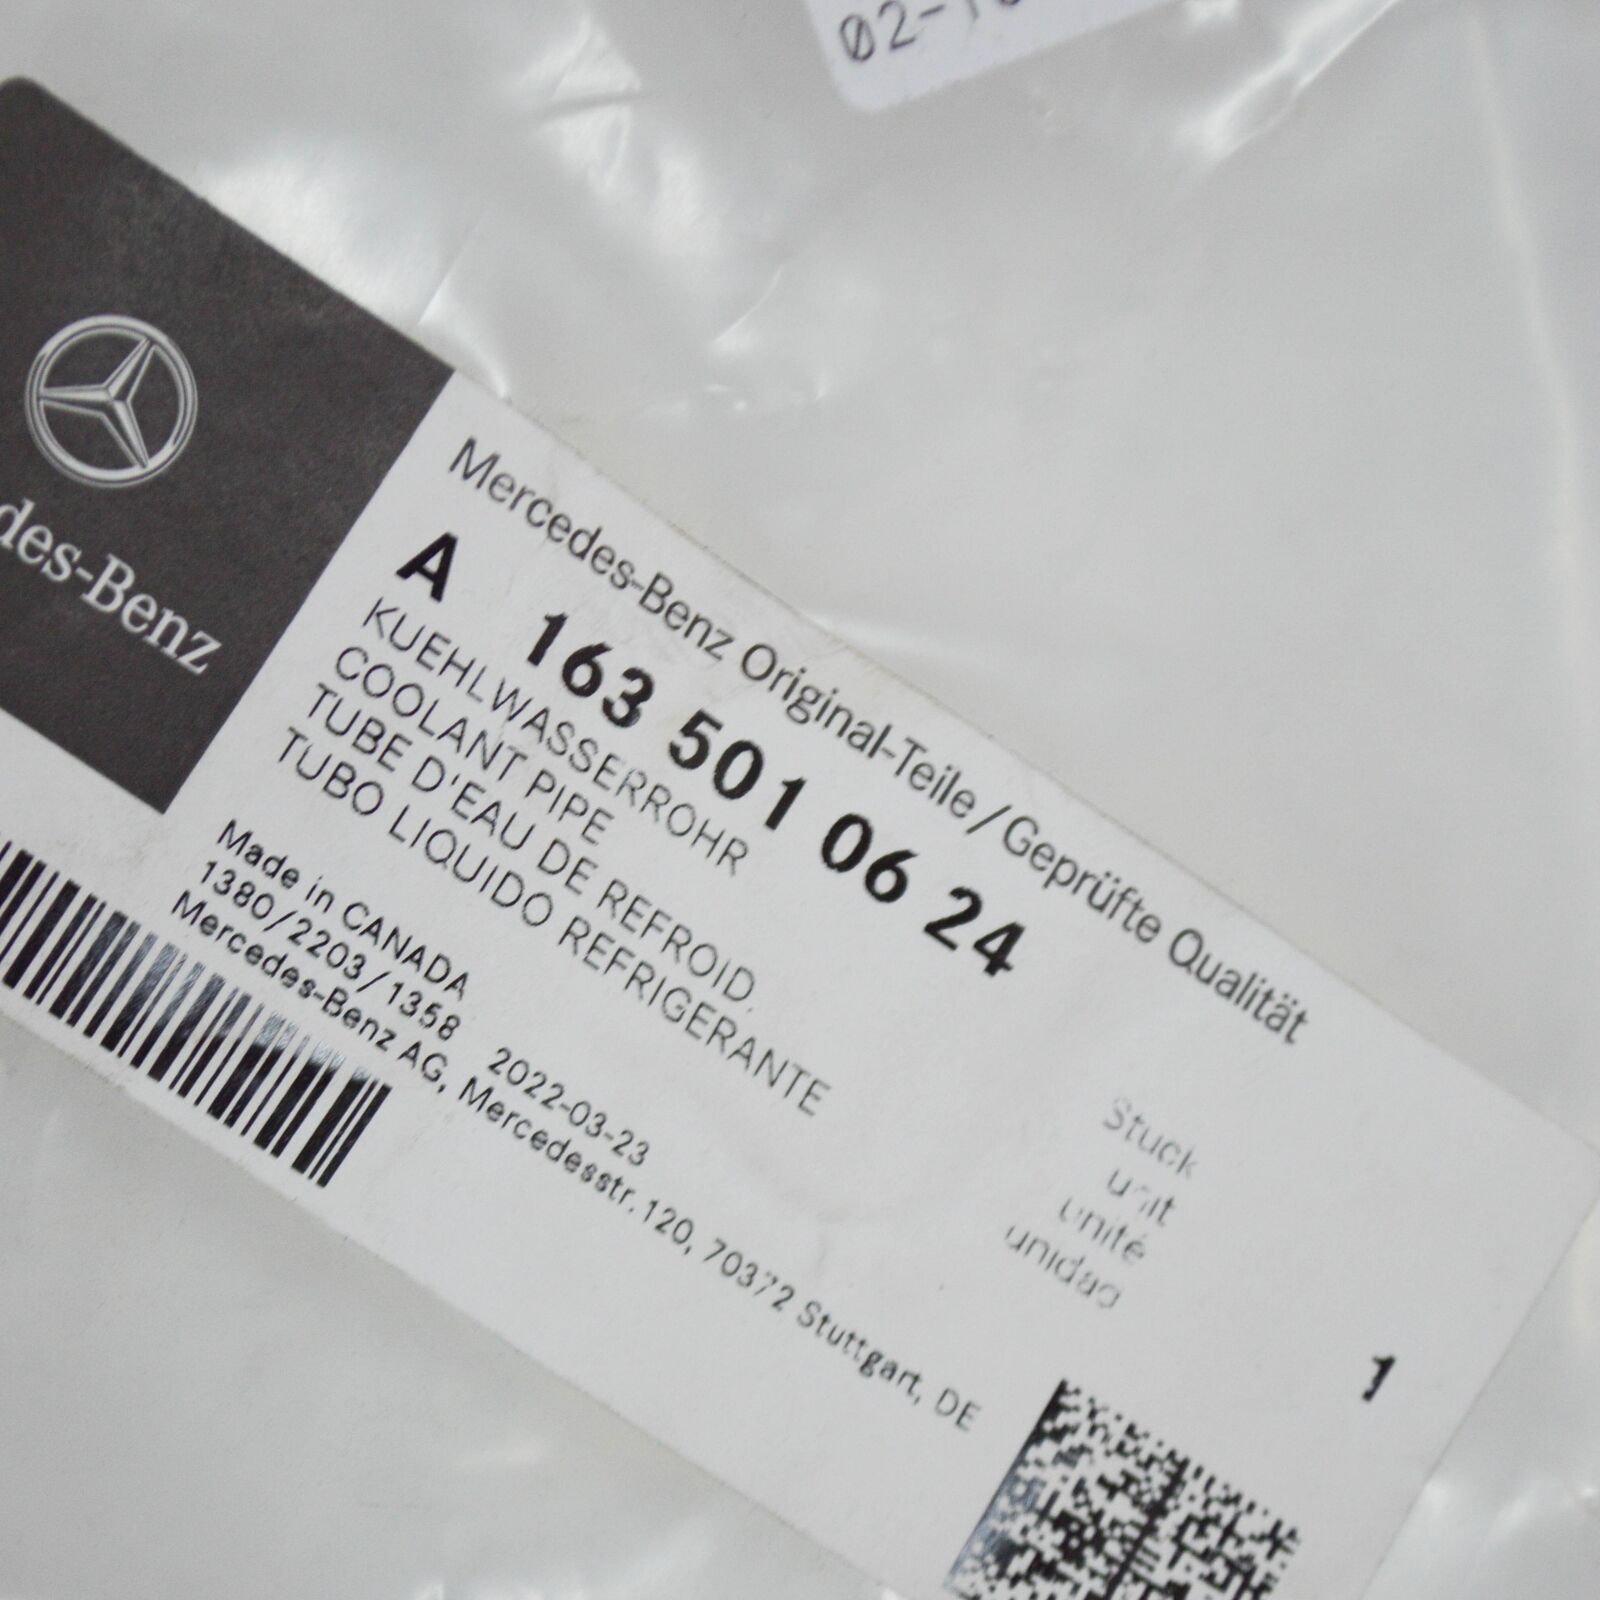 des-Benz
Mercedes-Benz Original-Teile / Geprüfte Qualität
A 163 501 06 24
KUEHLWASSERROHR
COOLANT PIPE
TUBE D'EAU DE REFROID.
TUBO LIQUIDO REFRIGERANTE
Stuck
unit
unité
unidad
1
Made in CANADA
1380/2203/1358 2022-03-23
Mercedes-Benz AG, Mercedesstr. 120, 70372 Stuttgart, DE